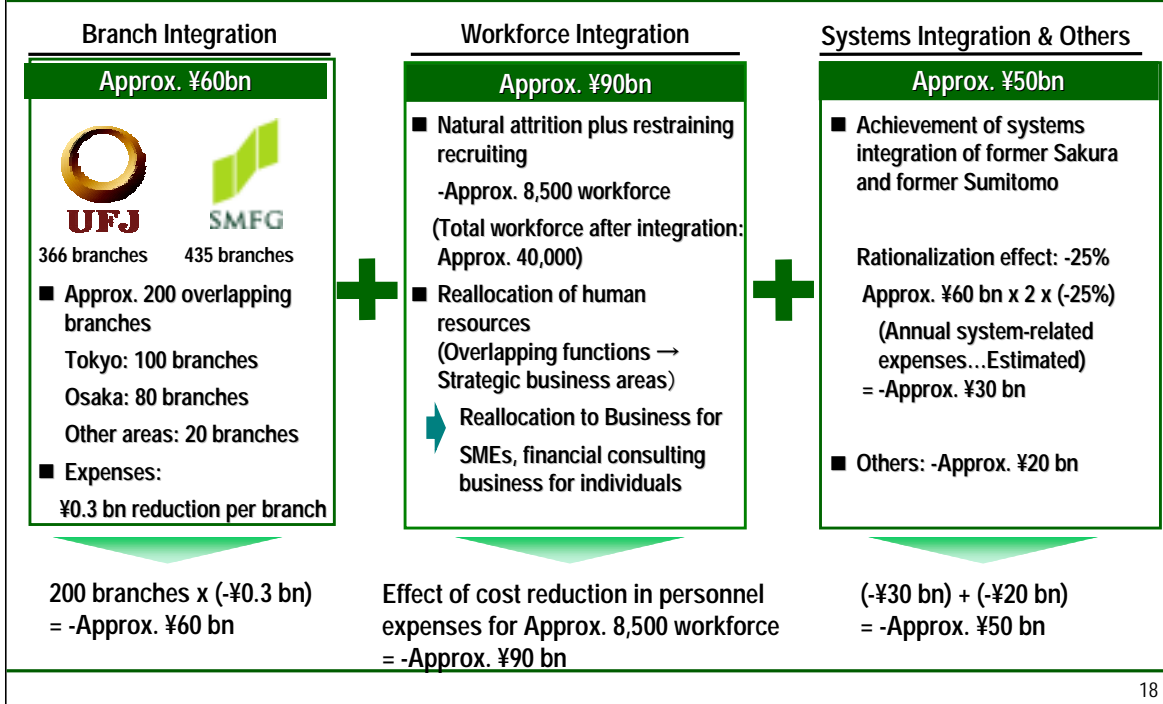 Branch Integration
Approx. ¥60bn
UFJ
SMFG
366 branches
435 branches
■ Approx. 200 overlapping
branches
Tokyo: 100 branches
Osaka: 80 branches
Other areas: 20 branches
■ Expenses:
¥0.3 bn reduction per branch
200 branches x (-¥0.3 bn)
= -Approx. ¥60 bn
Workforce Integration
Approx. ¥90bn
■ Natural attrition plus restraining
recruiting
-Approx. 8,500 workforce
(Total workforce after integration:
Approx. 40,000)
■ Reallocation of human
resources
(Overlapping functions →
Strategic business areas）
Reallocation to Business for
SMEs, financial consulting
business for individuals
Effect of cost reduction in personnel
expenses for Approx. 8,500 workforce
= -Approx. ¥90 bn
Systems Integration & Others
Approx. ¥50bn
■ Achievement of systems
integration of former Sakura
and former Sumitomo
Rationalization effect: -25%
Approx. ¥60 bn x 2 x (-25%)
(Annual system-related
expenses…Estimated)
= -Approx. ¥30 bn
■ Others: -Approx. ¥20 bn
(-¥30 bn) + (-¥20 bn)
= -Approx. ¥50 bn
18